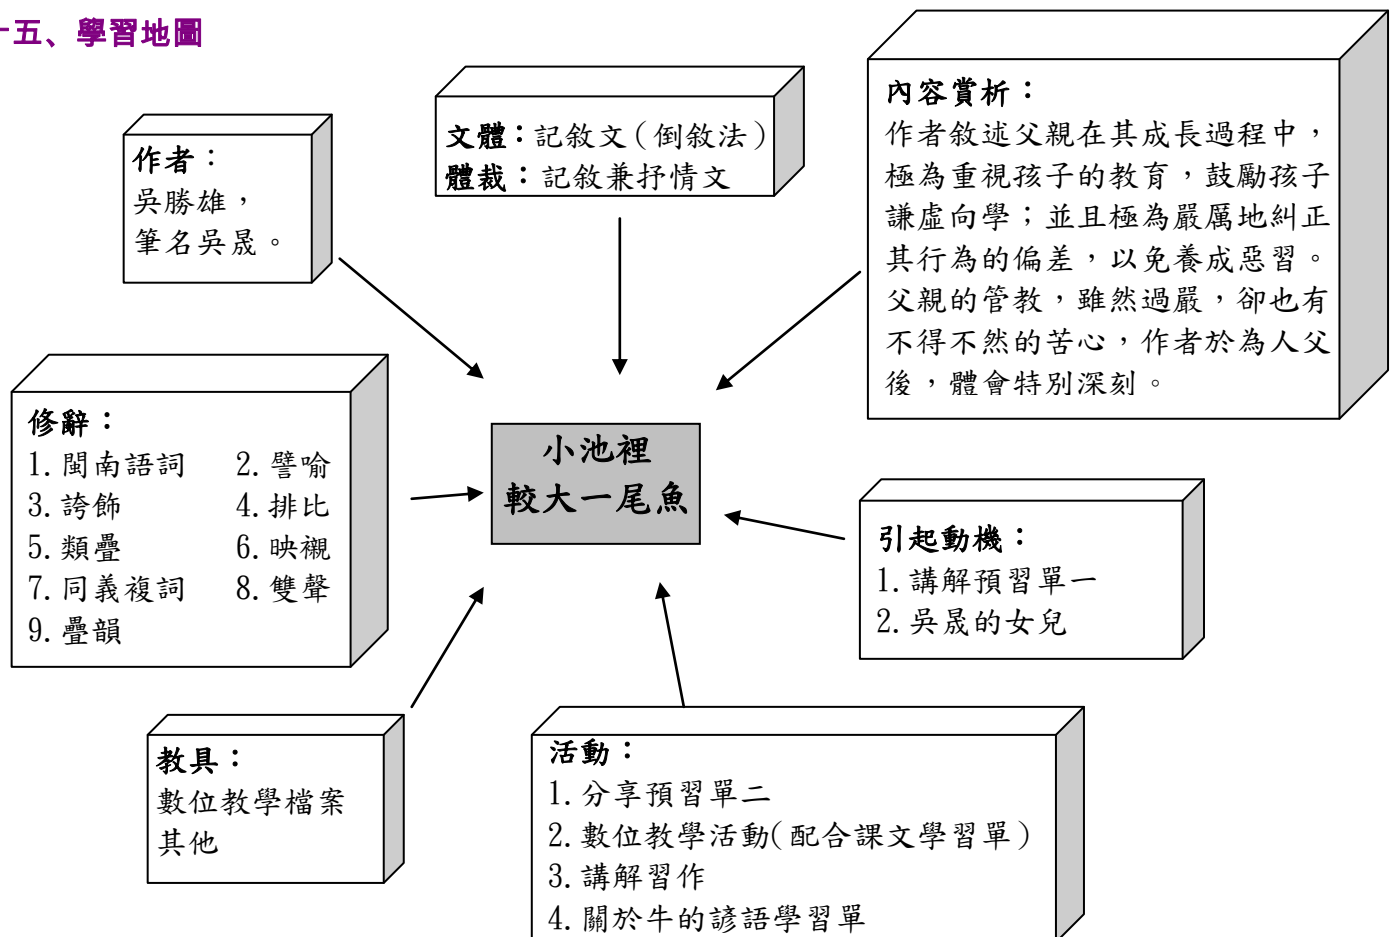 十五、學習地圖
作者：
吳勝雄，
筆名吳晟。
文體：記敘文（倒敘法）
體裁：記敘兼抒情文
內容賞析：
作者敘述父親在其成長過程中，
極為重視孩子的教育，鼓勵孩子
謙虛向學；並且極為嚴厲地糾正
其行為的偏差，以免養成惡習。
父親的管教，雖然過嚴，卻也有
不得不然的苦心，作者於為人父
後，體會特別深刻。
修辭：
1.閩南語詞 2.譬喻
3.誇飾 4.排比
5.類疊 6.映襯
7.同義複詞 8.雙聲
9.疊韻
小池裡
較大一尾魚
引起動機：
1.講解預習單一
2.吳晟的女兒
教具：
數位教學檔案
其他
活動：
1.分享預習單二
2.數位教學活動(配合課文學習單)
3.講解習作
4.關於牛的諺語學習單